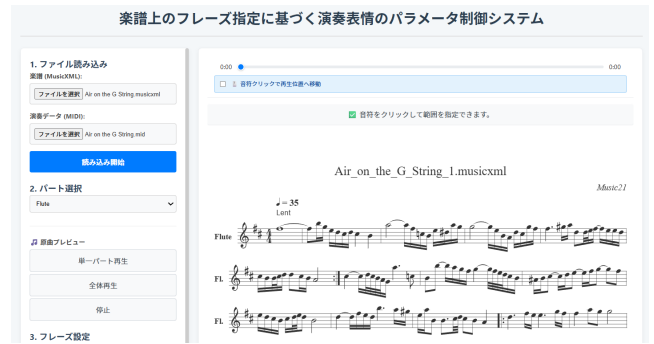 楽譜上のフレーズ指定に基づく演奏表情のパラメータ制御システム
1. ファイル読み込み
楽譜 (MusicXML):
ファイルを選択 Air on the G String.musicxml
演奏データ (MIDI):
ファイルを選択 Air on the G String.mid
読み込み開始
2. パート選択
Flute
🎵 原曲プレビュー
単一パート再生
全体再生
停止
3. フレーズ設定
0:00 0:00
音符クリックで再生位置へ移動
✅ 音符をクリックして範囲を指定できます。
Air_on_the_G_String_1.musicxml
Music21
♩ = 35
Lent
Flute
Fl.
Fl.